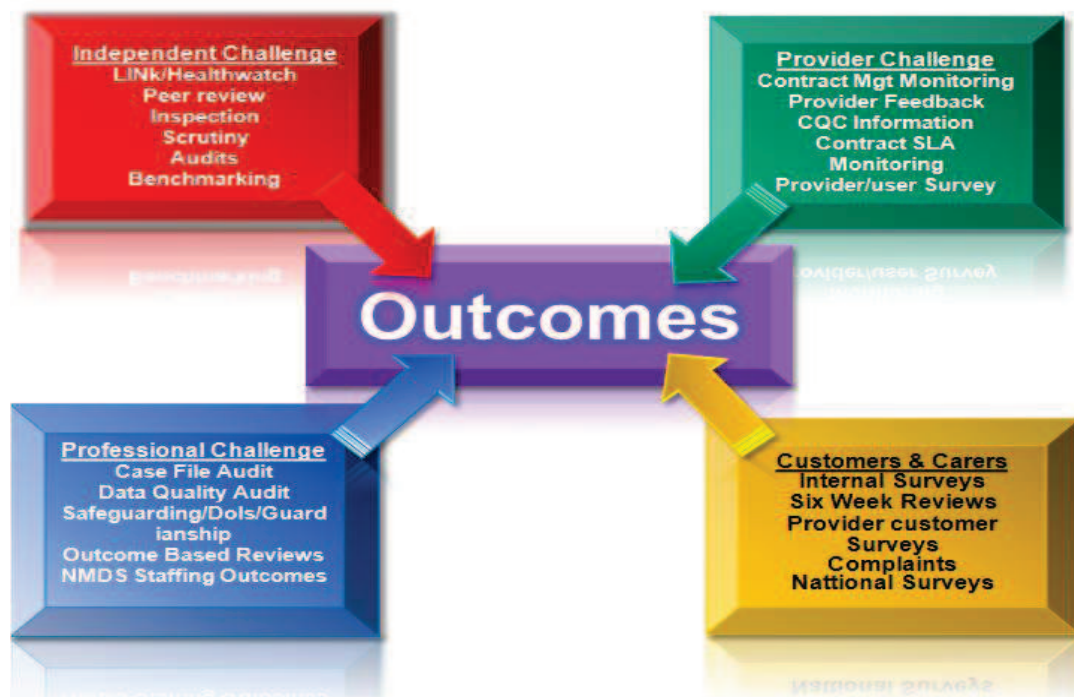 Independent Challenge
LINk/Healthwatch
Peer review
Inspection
Scrutiny
Audits
Benchmarking
Provider Challenge
Contract Mgt Monitoring
Provider Feedback
CQC Information
Contract SLA
Monitoring
Provider/user Survey
Outcomes
Professional Challenge
Case File Audit
Data Quality Audit
Safeguarding/Dols/Guard
ianship
Outcome Based Reviews
NMDS Staffing Outcomes
Customers & Carers
Internal Surveys
Six Week Reviews
Provider customer
Surveys
Complaints
Nattional Surveys